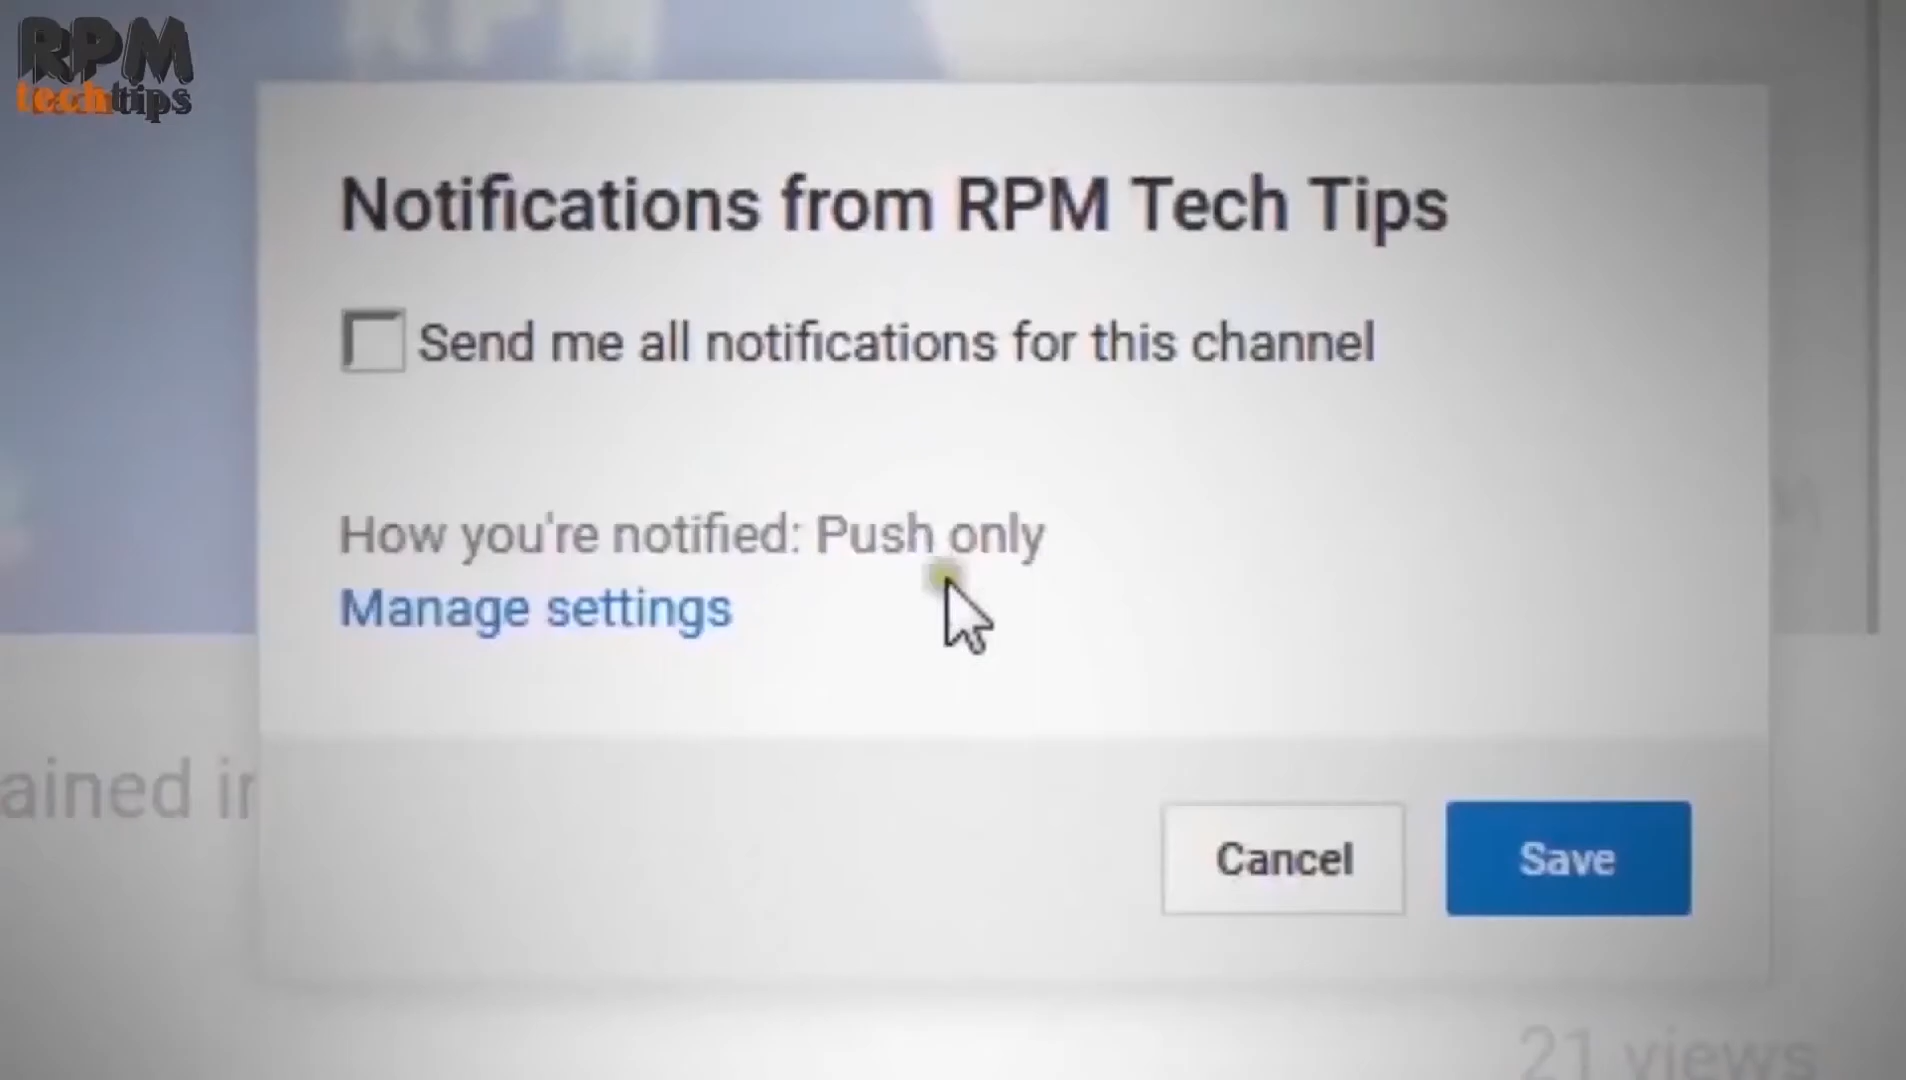 RPM
techtips
Notifications from RPM Tech Tips
Send me all notifications for this channel
How you're notified: Push only
Manage settings
ained in
Cancel
Save
21 views